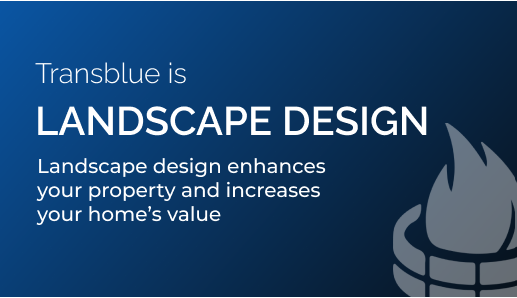 Transblue is
LANDSCAPE DESIGN
Landscape design enhances
your property and increases
your home’s value